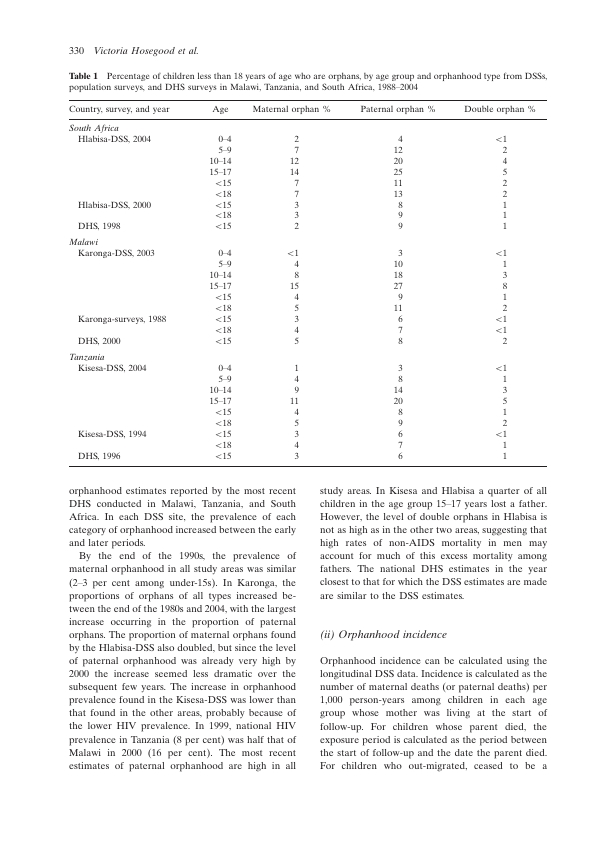 330 Victoria Hosegood et al.
Table 1 Percentage of children less than 18 years of age who are orphans, by age group and orphanhood type from DSSs,
population surveys, and DHS surveys in Malawi, Tanzania, and South Africa, 1988–2004
Country, survey, and year Age Maternal orphan % Paternal orphan % Double orphan %
South Africa
Hlabisa-DSS, 2004 0–4 2 4 <1
5–9 7 12 2
10–14 12 20 4
15–17 14 25 5
<15 7 11 2
<18 7 13 2
Hlabisa-DSS, 2000 <15 3 8 1
<18 3 9 1
DHS, 1998 <15 2 9 1
Malawi
Karonga-DSS, 2003 0–4 <1 3 <1
5–9 4 10 1
10–14 8 18 3
15–17 15 27 8
<15 4 9 1
<18 5 11 2
Karonga-surveys, 1988 <15 3 6 <1
<18 4 7 <1
DHS, 2000 <15 5 8 2
Tanzania
Kisesa-DSS, 2004 0–4 1 3 <1
5–9 4 8 1
10–14 9 14 3
15–17 11 20 5
<15 4 8 1
<18 5 9 2
Kisesa-DSS, 1994 <15 3 6 <1
<18 4 7 1
DHS, 1996 <15 3 6 1
orphanhood estimates reported by the most recent
DHS conducted in Malawi, Tanzania, and South
Africa. In each DSS site, the prevalence of each
category of orphanhood increased between the early
and later periods.
By the end of the 1990s, the prevalence of
maternal orphanhood in all study areas was similar
(2–3 per cent among under-15s). In Karonga, the
proportions of orphans of all types increased be-
tween the end of the 1980s and 2004, with the largest
increase occurring in the proportion of paternal
orphans. The proportion of maternal orphans found
by the Hlabisa-DSS also doubled, but since the level
of paternal orphanhood was already very high by
2000 the increase seemed less dramatic over the
subsequent few years. The increase in orphanhood
prevalence found in the Kisesa-DSS was lower than
that found in the other areas, probably because of
the lower HIV prevalence. In 1999, national HIV
prevalence in Tanzania (8 per cent) was half that of
Malawi in 2000 (16 per cent). The most recent
estimates of paternal orphanhood are high in all
study areas. In Kisesa and Hlabisa a quarter of all
children in the age group 15–17 years lost a father.
However, the level of double orphans in Hlabisa is
not as high as in the other two areas, suggesting that
high rates of non-AIDS mortality in men may
account for much of this excess mortality among
fathers. The national DHS estimates in the year
closest to that for which the DSS estimates are made
are similar to the DSS estimates.
(ii) Orphanhood incidence
Orphanhood incidence can be calculated using the
longitudinal DSS data. Incidence is calculated as the
number of maternal deaths (or paternal deaths) per
1,000 person-years among children in each age
group whose mother was living at the start of
follow-up. For children whose parent died, the
exposure period is calculated as the period between
the start of follow-up and the date the parent died.
For children who out-migrated, ceased to be a